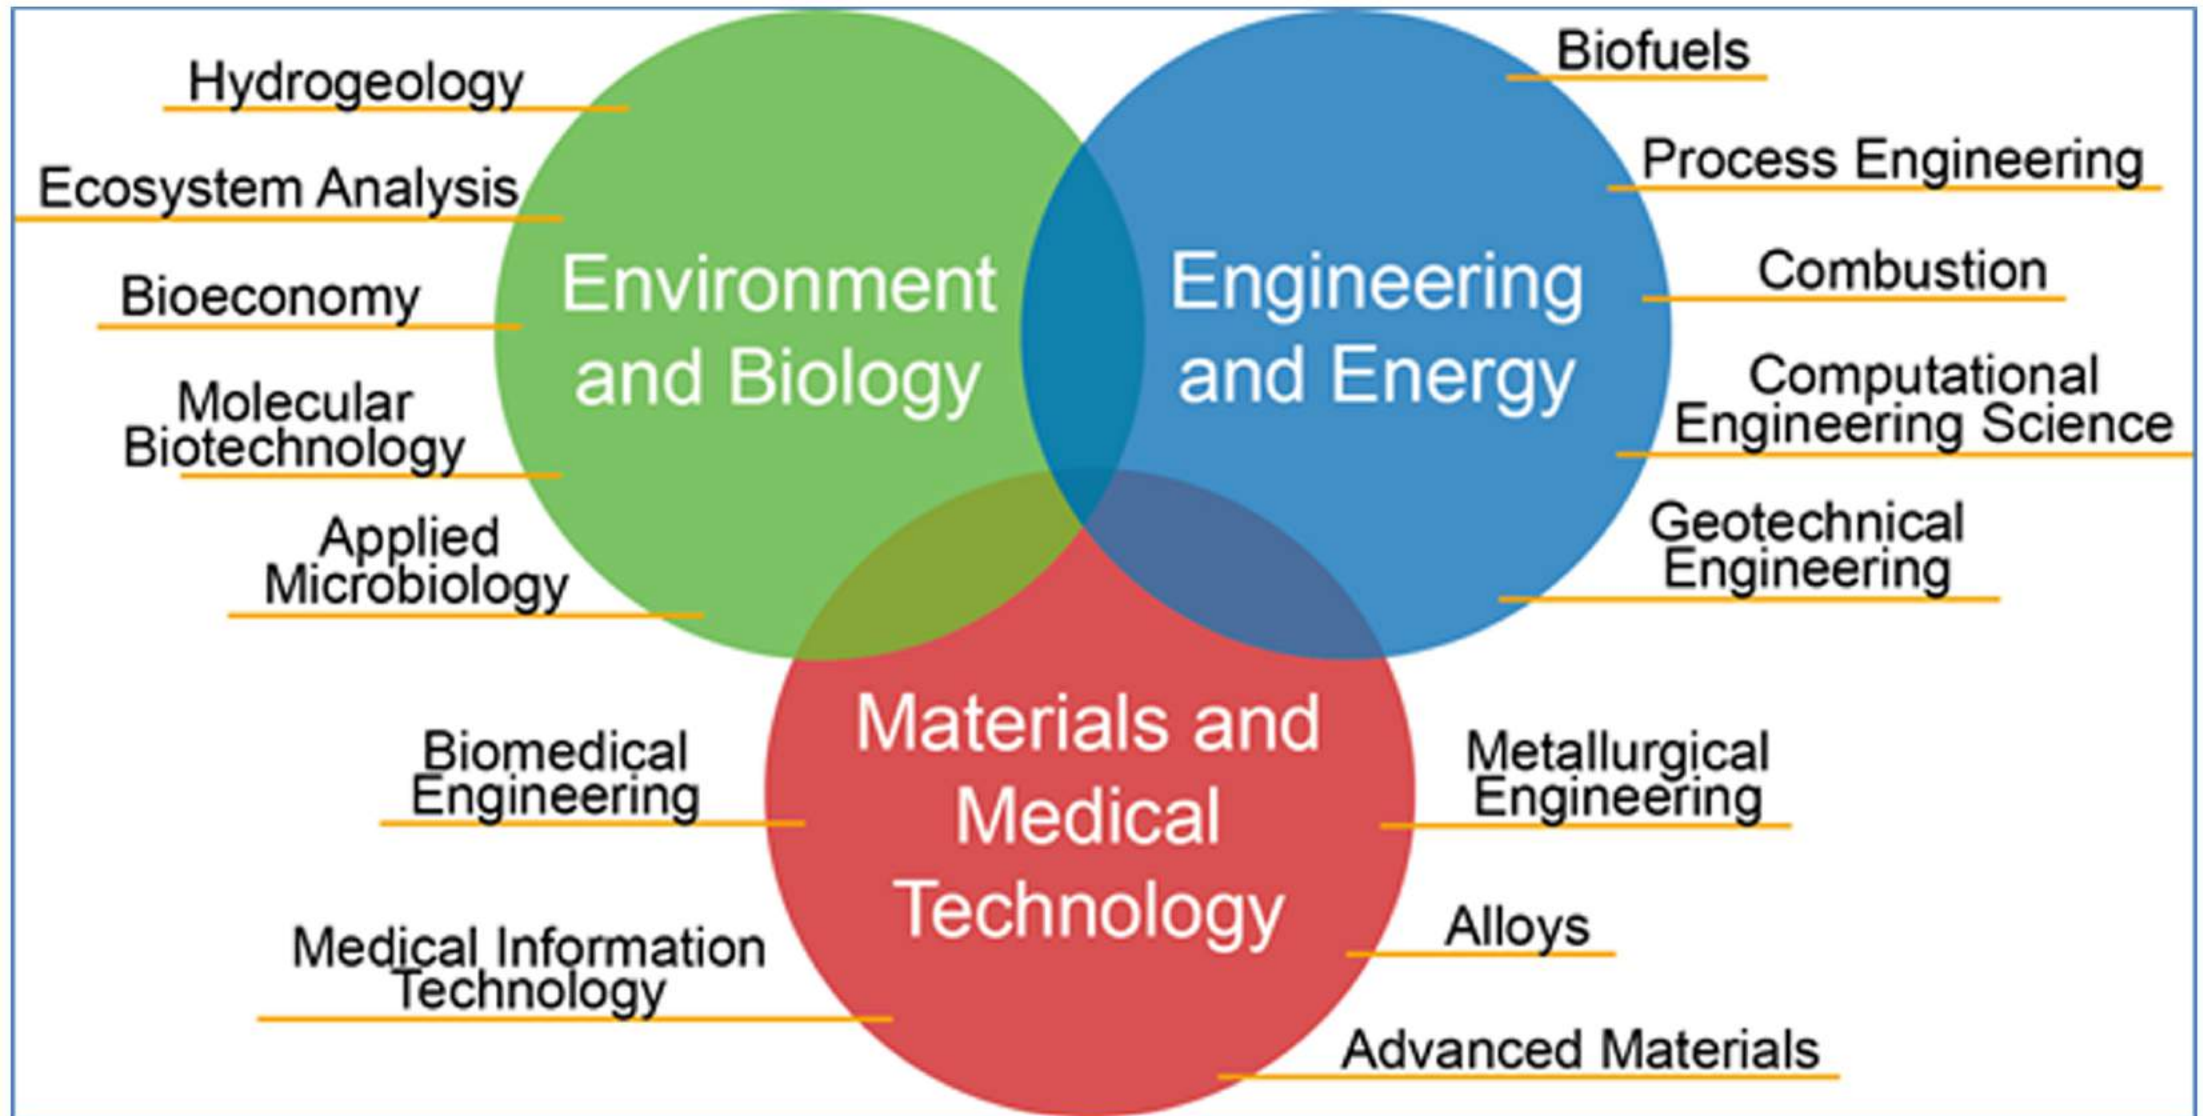 Hydrogeology
Ecosystem Analysis
Bioeconomy
Molecular
Biotechnology
Applied
Microbiology
Environment
and Biology
Engineering
and Energy
Biofuels
Process Engineering
Combustion
Computational
Engineering Science
Geotechnical
Engineering
Biomedical
Engineering
Medical Information
Technology
Materials and
Medical
Technology
Metallurgical
Engineering
Alloys
Advanced Materials